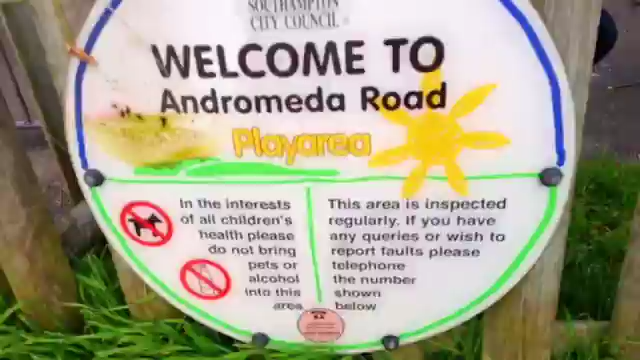 SOUTHAMPTON
CITY COUNCIL
WELCOME TO
Andromeda Road
Playarea
In the interests
of all children's
health please
do not bring
pets or
alcohol
into this
area
This area is inspected
regularly. If you have
any queries or wish to
report faults please
telephone
the number
shown
below